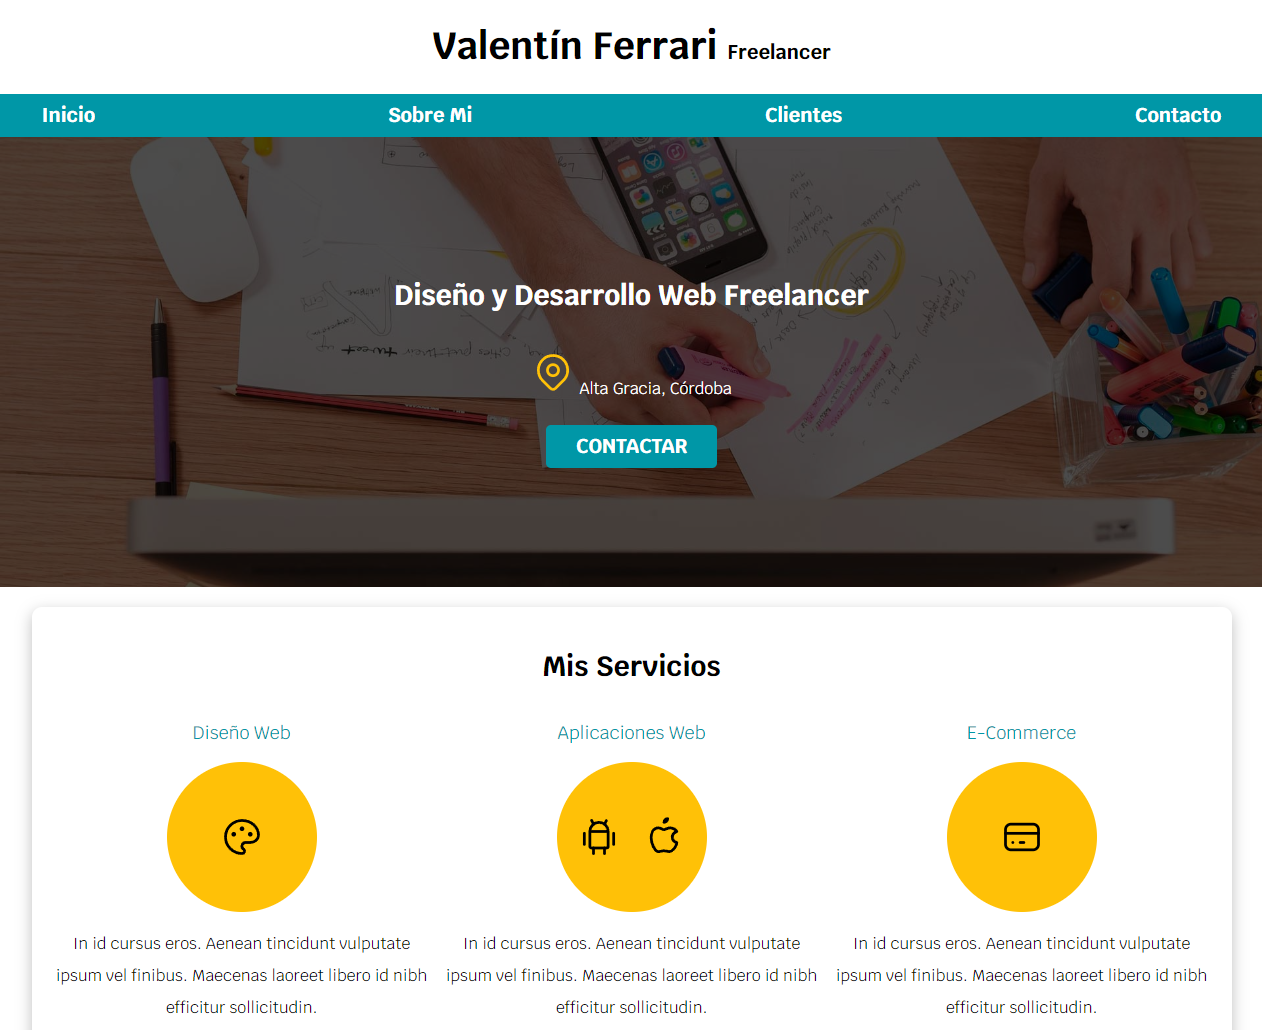 Valentín Ferrari Freelancer
Inicio Sobre Mi Clientes Contacto
Diseño y Desarrollo Web Freelancer
Alta Gracia, Córdoba
CONTACTAR
Mis Servicios
Diseño Web Aplicaciones Web E-Commerce
In id cursus eros. Aenean tincidunt vulputate In id cursus eros. Aenean tincidunt vulputate In id cursus eros. Aenean tincidunt vulputate
ipsum vel finibus. Maecenas laoreet libero id nibh ipsum vel finibus. Maecenas laoreet libero id nibh ipsum vel finibus. Maecenas laoreet libero id nibh
efficitur sollicitudin. efficitur sollicitudin. efficitur sollicitudin.